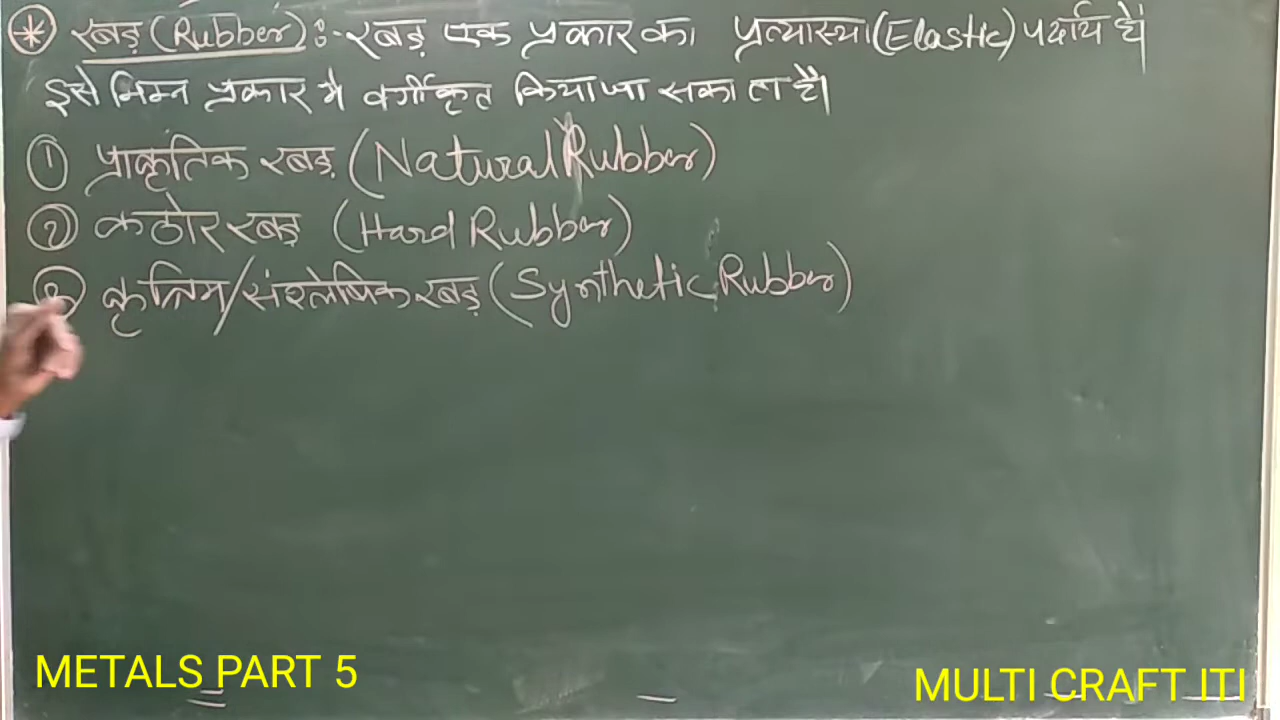 * रबड़ (Rubber) :- रबड़ एक प्रकार का प्रत्यास्था (Elastic) पदार्थ है।
इसे निम्न प्रकार मे वर्गीकृत किया जा सकाता है।
① प्राकृतिक रबड़ (Natural Rubber)
② कठोर रबड़ (Hard Rubber)
③ कृत्रिम/संश्लेषिक रबड़ (Synthetic Rubber)
METALS PART 5
MULTI CRAFT ITI